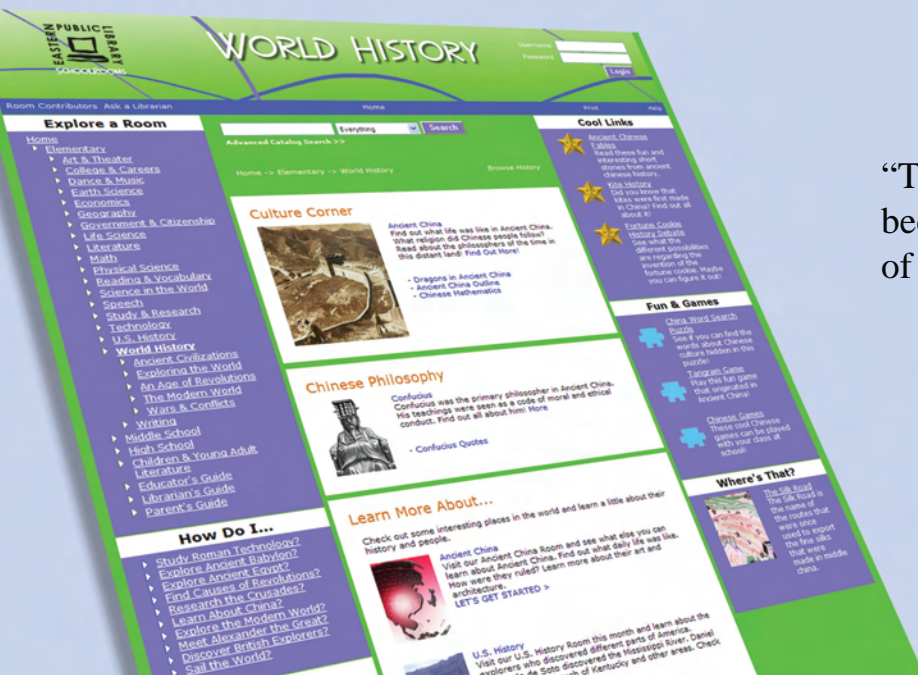 EASTERN
PUBLIC
LIBRARY
SCHOOLROOMS
WORLD HISTORY
Username
Password
Login
Room Contributors Ask a Librarian
Home
Print
Help
Explore a Room
Home
Elementary
Art & Theater
College & Careers
Dance & Music
Earth Science
Economics
Geography
Government & Citizenship
Life Science
Literature
Math
Physical Science
Reading & Vocabulary
Science in the World
Speech
Study & Research
Technology
U.S. History
World History
Ancient Civilizations
Exploring the World
An Age of Revolutions
The Modern World
Wars & Conflicts
Writing
Middle School
High School
Children & Young Adult
Literature
Educator's Guide
Librarian's Guide
Parent's Guide
How Do I...
Study Roman Technology?
Explore Ancient Babylon?
Explore Ancient Egypt?
Find Causes of Revolutions?
Research the Crusades?
Learn About China?
Explore the Modern World?
Meet Alexander the Great?
Discover British Explorers?
Sail the World?
Everything
Search
Advanced Catalog Search >>
Home -> Elementary -> World History
Browse History
Culture Corner
Ancient China
Find out what life was like in Ancient China.
What religion did Chinese people follow?
Read about the philosophers of the time in
this distant land! Find Out More!
- Dragons in Ancient China
- Ancient China Outline
- Chinese Mathematics
Chinese Philosophy
Confucius
Confucius was the primary philosopher in Ancient China.
His teachings were seen as a code of moral and ethical
conduct. Find out all about him! More
- Confucius Quotes
Learn More About...
Check out some interesting places in the world and learn a little about their
history and people.
Ancient China
Visit our Ancient China Room and see what else you can
learn about Ancient China. Find out what daily life was like.
How were they ruled? Learn more about their art and
architecture.
LET'S GET STARTED >
U.S. History
Visit our U.S. History Room this month and learn about the
explorers who discovered different parts of America.
de Soto discovered the Mississippi River. Daniel
of Kentucky and other areas. Check
Cool Links
Ancient Chinese
Fables
Read these fun and
interesting short
stories from ancient
chinese history.
Kite History
Did you know that
kites were first made
in China? Find out all
about it!
Fortune Cookie
History Debate
See what the
different possibilities
are regarding the
invention of the
fortune cookie. Maybe
you can figure it out!
Fun & Games
China Word Search
Puzzle
See if you can find the
words about Chinese
culture hidden in this
puzzle!
Tangram Game
Play this fun game
that originated in
Ancient China!
Chinese Games
These cool Chinese
games can be played
with your class at
school!
Where's That?
The Silk Road
The Silk Road is
the name of
the routes that
were once
used to export
the fine silks
that were
made in middle
china.
“T
bec
of